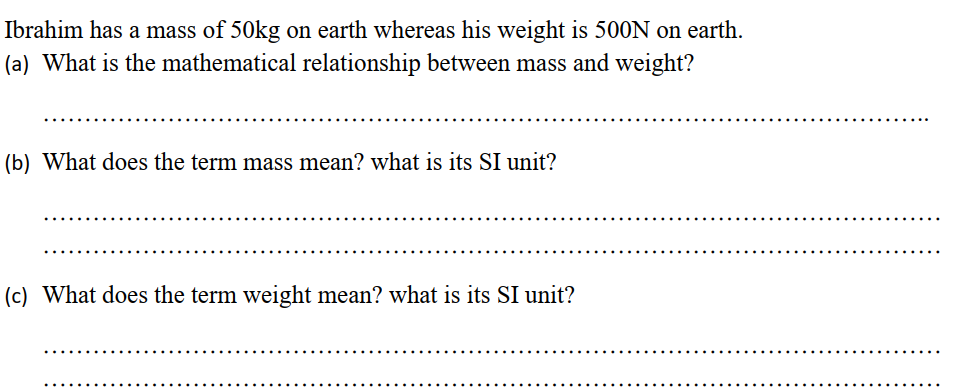 Ibrahim has a mass of 50kg on earth whereas his weight is 500N on earth.
(a) What is the mathematical relationship between mass and weight?
(b) What does the term mass mean? what is its SI unit?
(c) What does the term weight mean? what is its SI unit?